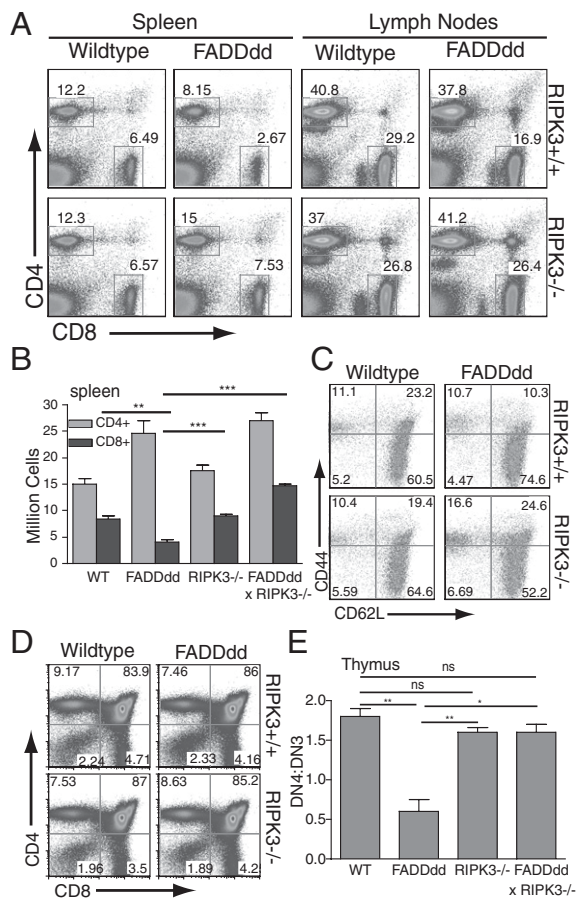 A
Spleen
Lymph Nodes
Wildtype FADDdd Wildtype FADDdd
12.2 8.15 40.8 37.8
6.49 2.67 29.2 16.9
RIPK3+/+
12.3 15 37 41.2
6.57 7.53 26.8 26.4
RIPK3-/-
CD4
CD8
B
spleen
CD4+
CD8+
** *** ***
Million Cells
30
25
20
15
10
5
0
WT FADDdd RIPK3-/- FADDdd
x RIPK3-/-
C
Wildtype FADDdd
11.1 23.2 10.7 10.3
5.2 60.5 4.47 74.6
RIPK3+/+
10.4 19.4 16.6 24.6
5.59 64.6 6.69 52.2
RIPK3-/-
CD44
CD62L
D
Wildtype FADDdd
9.17 83.9 7.46 86
2.24 4.71 2.33 4.16
RIPK3+/+
7.53 87 8.63 85.2
1.96 3.5 1.89 4.2
RIPK3-/-
CD4
CD8
E
Thymus
ns
ns
** *
**
DN4:DN3
2.0
1.5
1.0
0.5
0.0
WT FADDdd RIPK3-/- FADDdd
x RIPK3-/-